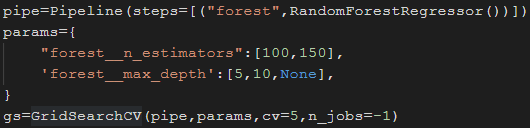 pipe=Pipeline(steps=[("forest",RandomForestRegressor())])
params={
    "forest__n_estimators":[100,150],
    'forest__max_depth':[5,10,None],
}
gs=GridSearchCV(pipe,params,cv=5,n_jobs=-1)